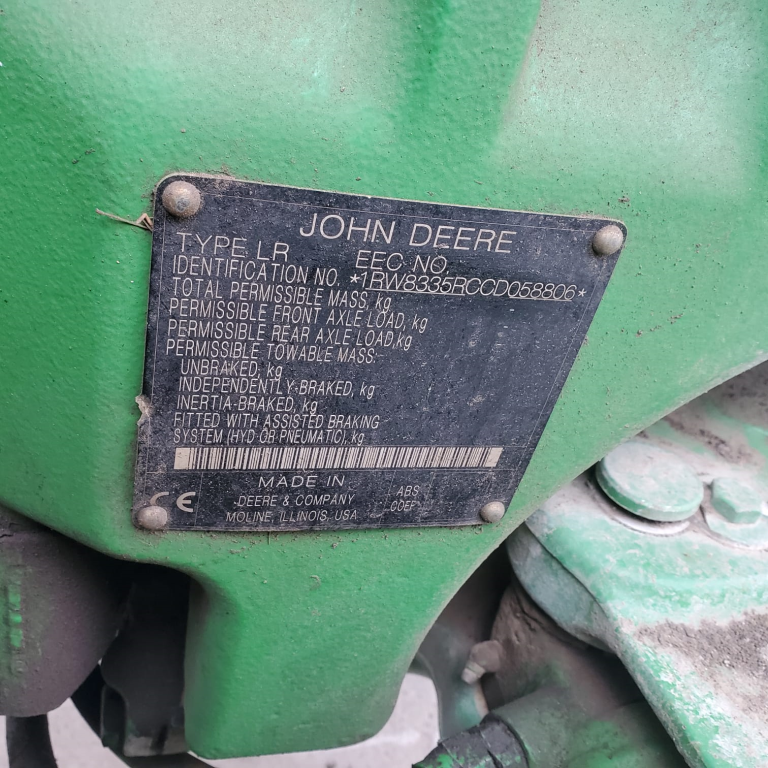 JOHN DEERE
TYPE LR EEC NO.
IDENTIFICATION NO. *1RW8335RCCD058806*
TOTAL PERMISSIBLE MASS, kg
PERMISSIBLE FRONT AXLE LOAD, kg
PERMISSIBLE REAR AXLE LOAD,kg
PERMISSIBLE TOWABLE MASS:
UNBRAKED, kg
INDEPENDENTLY-BRAKED, kg
INERTIA-BRAKED, kg
FITTED WITH ASSISTED BRAKING
SYSTEM (HYD OR PNEUMATIC), kg
MADE IN
CE DEERE & COMPANY ABS
MOLINE, ILLINOIS, USA